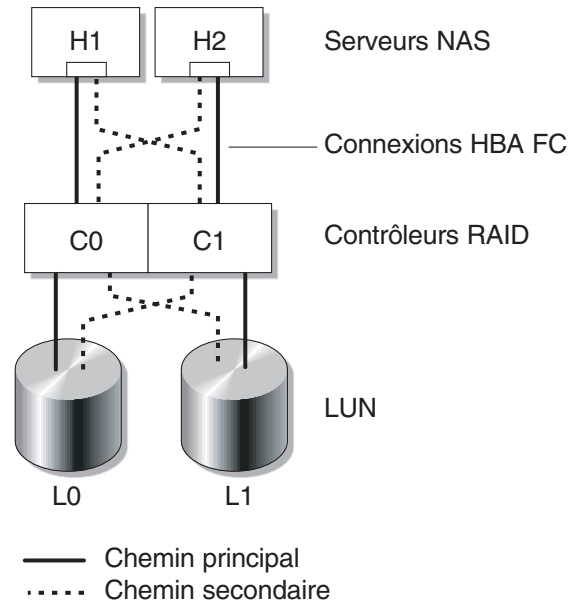 H1 H2 Serveurs NAS
Connexions HBA FC
C0 C1 Contrôleurs RAID
LUN
L0 L1
Chemin principal
Chemin secondaire